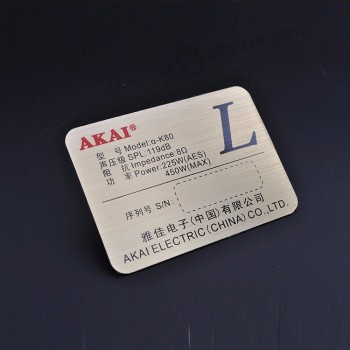 AKAI®
L
型 号 Model:α-K80
声压级 SPL:119dB
阻 抗 Impedance:8Ω
功 率 Power:225W(AES)
450W(MAX)
序列号 S/N:
雅佳电子(中国)有限公司
AKAI ELECTRIC (CHINA) CO.,LTD.